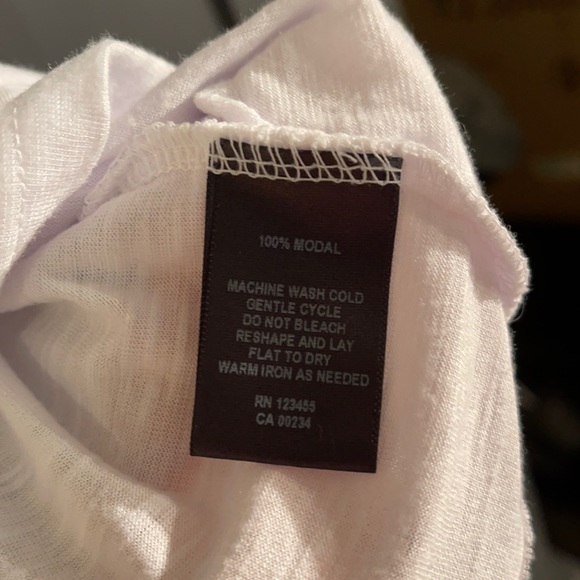 100% MODAL
MACHINE WASH COLD
GENTLE CYCLE
DO NOT BLEACH
RESHAPE AND LAY
FLAT TO DRY
WARM IRON AS NEEDED
RN 123455
CA 00234